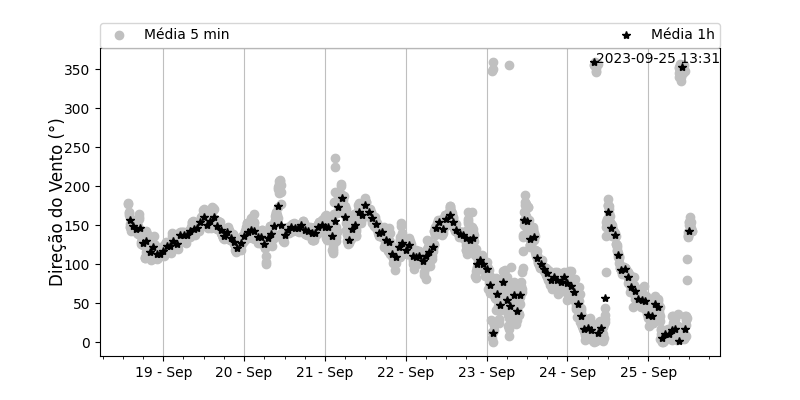 Média 5 min
Média 1h
2023-09-25 13:31
Direção do Vento (°)
350
300
250
200
150
100
50
0
19 - Sep
20 - Sep
21 - Sep
22 - Sep
23 - Sep
24 - Sep
25 - Sep